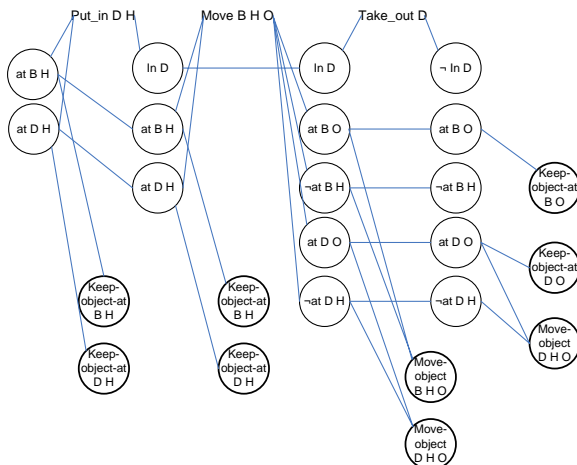 Put_in D H
Move B H O
Take_out D
at B H
In D
In D
¬ In D
at D H
at B H
at B O
at B O
at D H
¬at B H
¬at B H
Keep-
object-at
B O
at D O
at D O
Keep-
object-at
D O
Keep-
object-at
B H
Keep-
object-at
B H
¬at D H
¬at D H
Move-
object
D H O
Keep-
object-at
D H
Keep-
object-at
D H
Move-
object
B H O
Move-
object
D H O